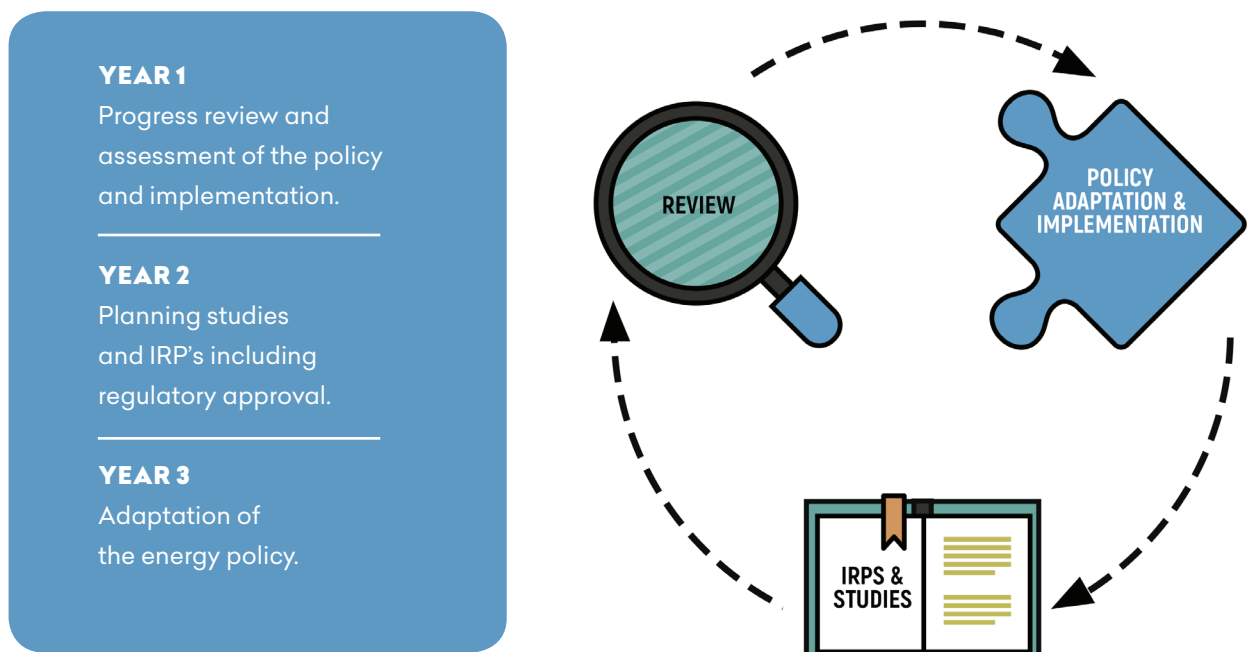 YEAR 1
Progress review and
assessment of the policy
and implementation.
YEAR 2
Planning studies
and IRP’s including
regulatory approval.
YEAR 3
Adaptation of
the energy policy.
REVIEW
POLICY
ADAPTATION &
IMPLEMENTATION
IRPS &
STUDIES